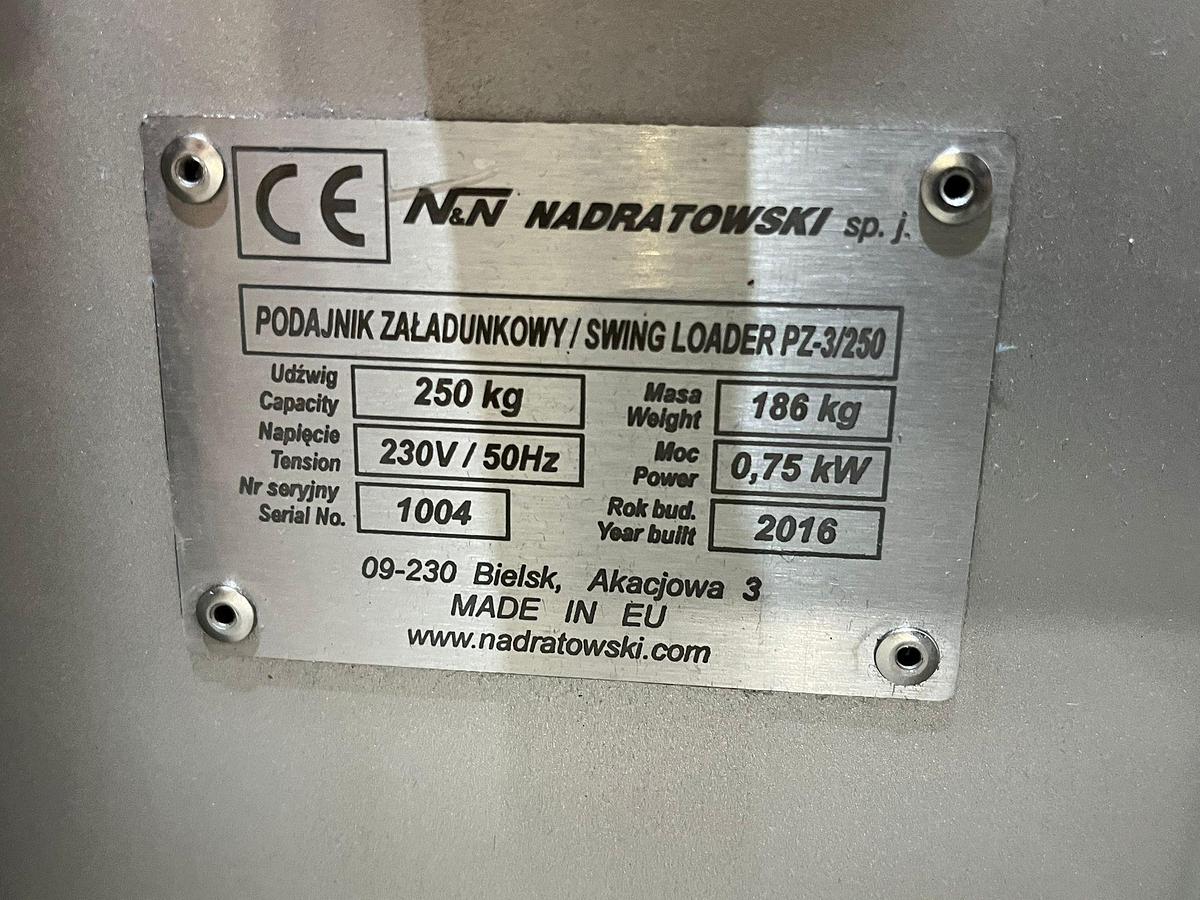 CE N&N NADRATOWSKI sp. j.
PODAJNIK ZAŁADUNKOWY / SWING LOADER PZ-3/250
Udźwig
Capacity
250 kg
Masa
Weight
186 kg
Napięcie
Tension
230V / 50Hz
Moc
Power
0,75 kW
Nr seryjny
Serial No.
1004
Rok bud.
Year built
2016
09-230 Bielsk, Akacjowa 3
MADE IN EU
www.nadratowski.com